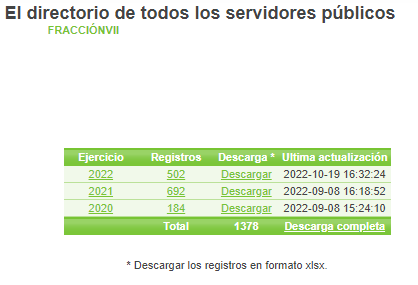 El directorio de todos los servidores públicos
FRACCIÓNVII
Ejercicio Registros Descarga * Ultima actualización
2022 502 Descargar 2022-10-19 16:32:24
2021 692 Descargar 2022-09-08 16:18:52
2020 184 Descargar 2022-09-08 15:24:10
Total 1378 Descarga completa
* Descargar los registros en formato xlsx.